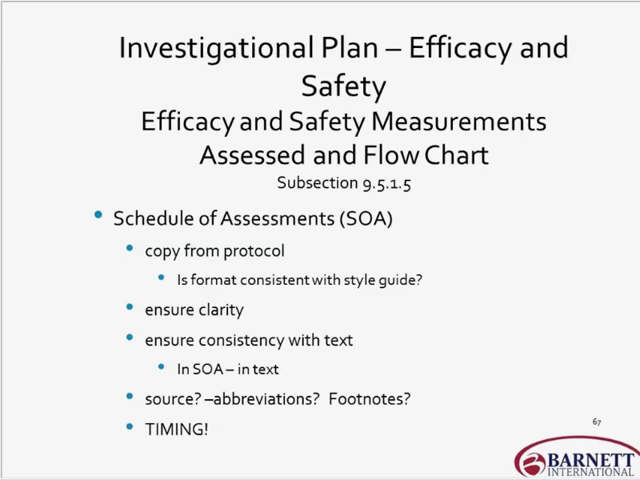 Investigational Plan – Efficacy and
Safety
Efficacy and Safety Measurements
Assessed and Flow Chart
Subsection 9.5.1.5
• Schedule of Assessments (SOA)
• copy from protocol
• Is format consistent with style guide?
• ensure clarity
• ensure consistency with text
• In SOA – in text
• source? –abbreviations? Footnotes?
• TIMING!
67
BARNETT
INTERNATIONAL